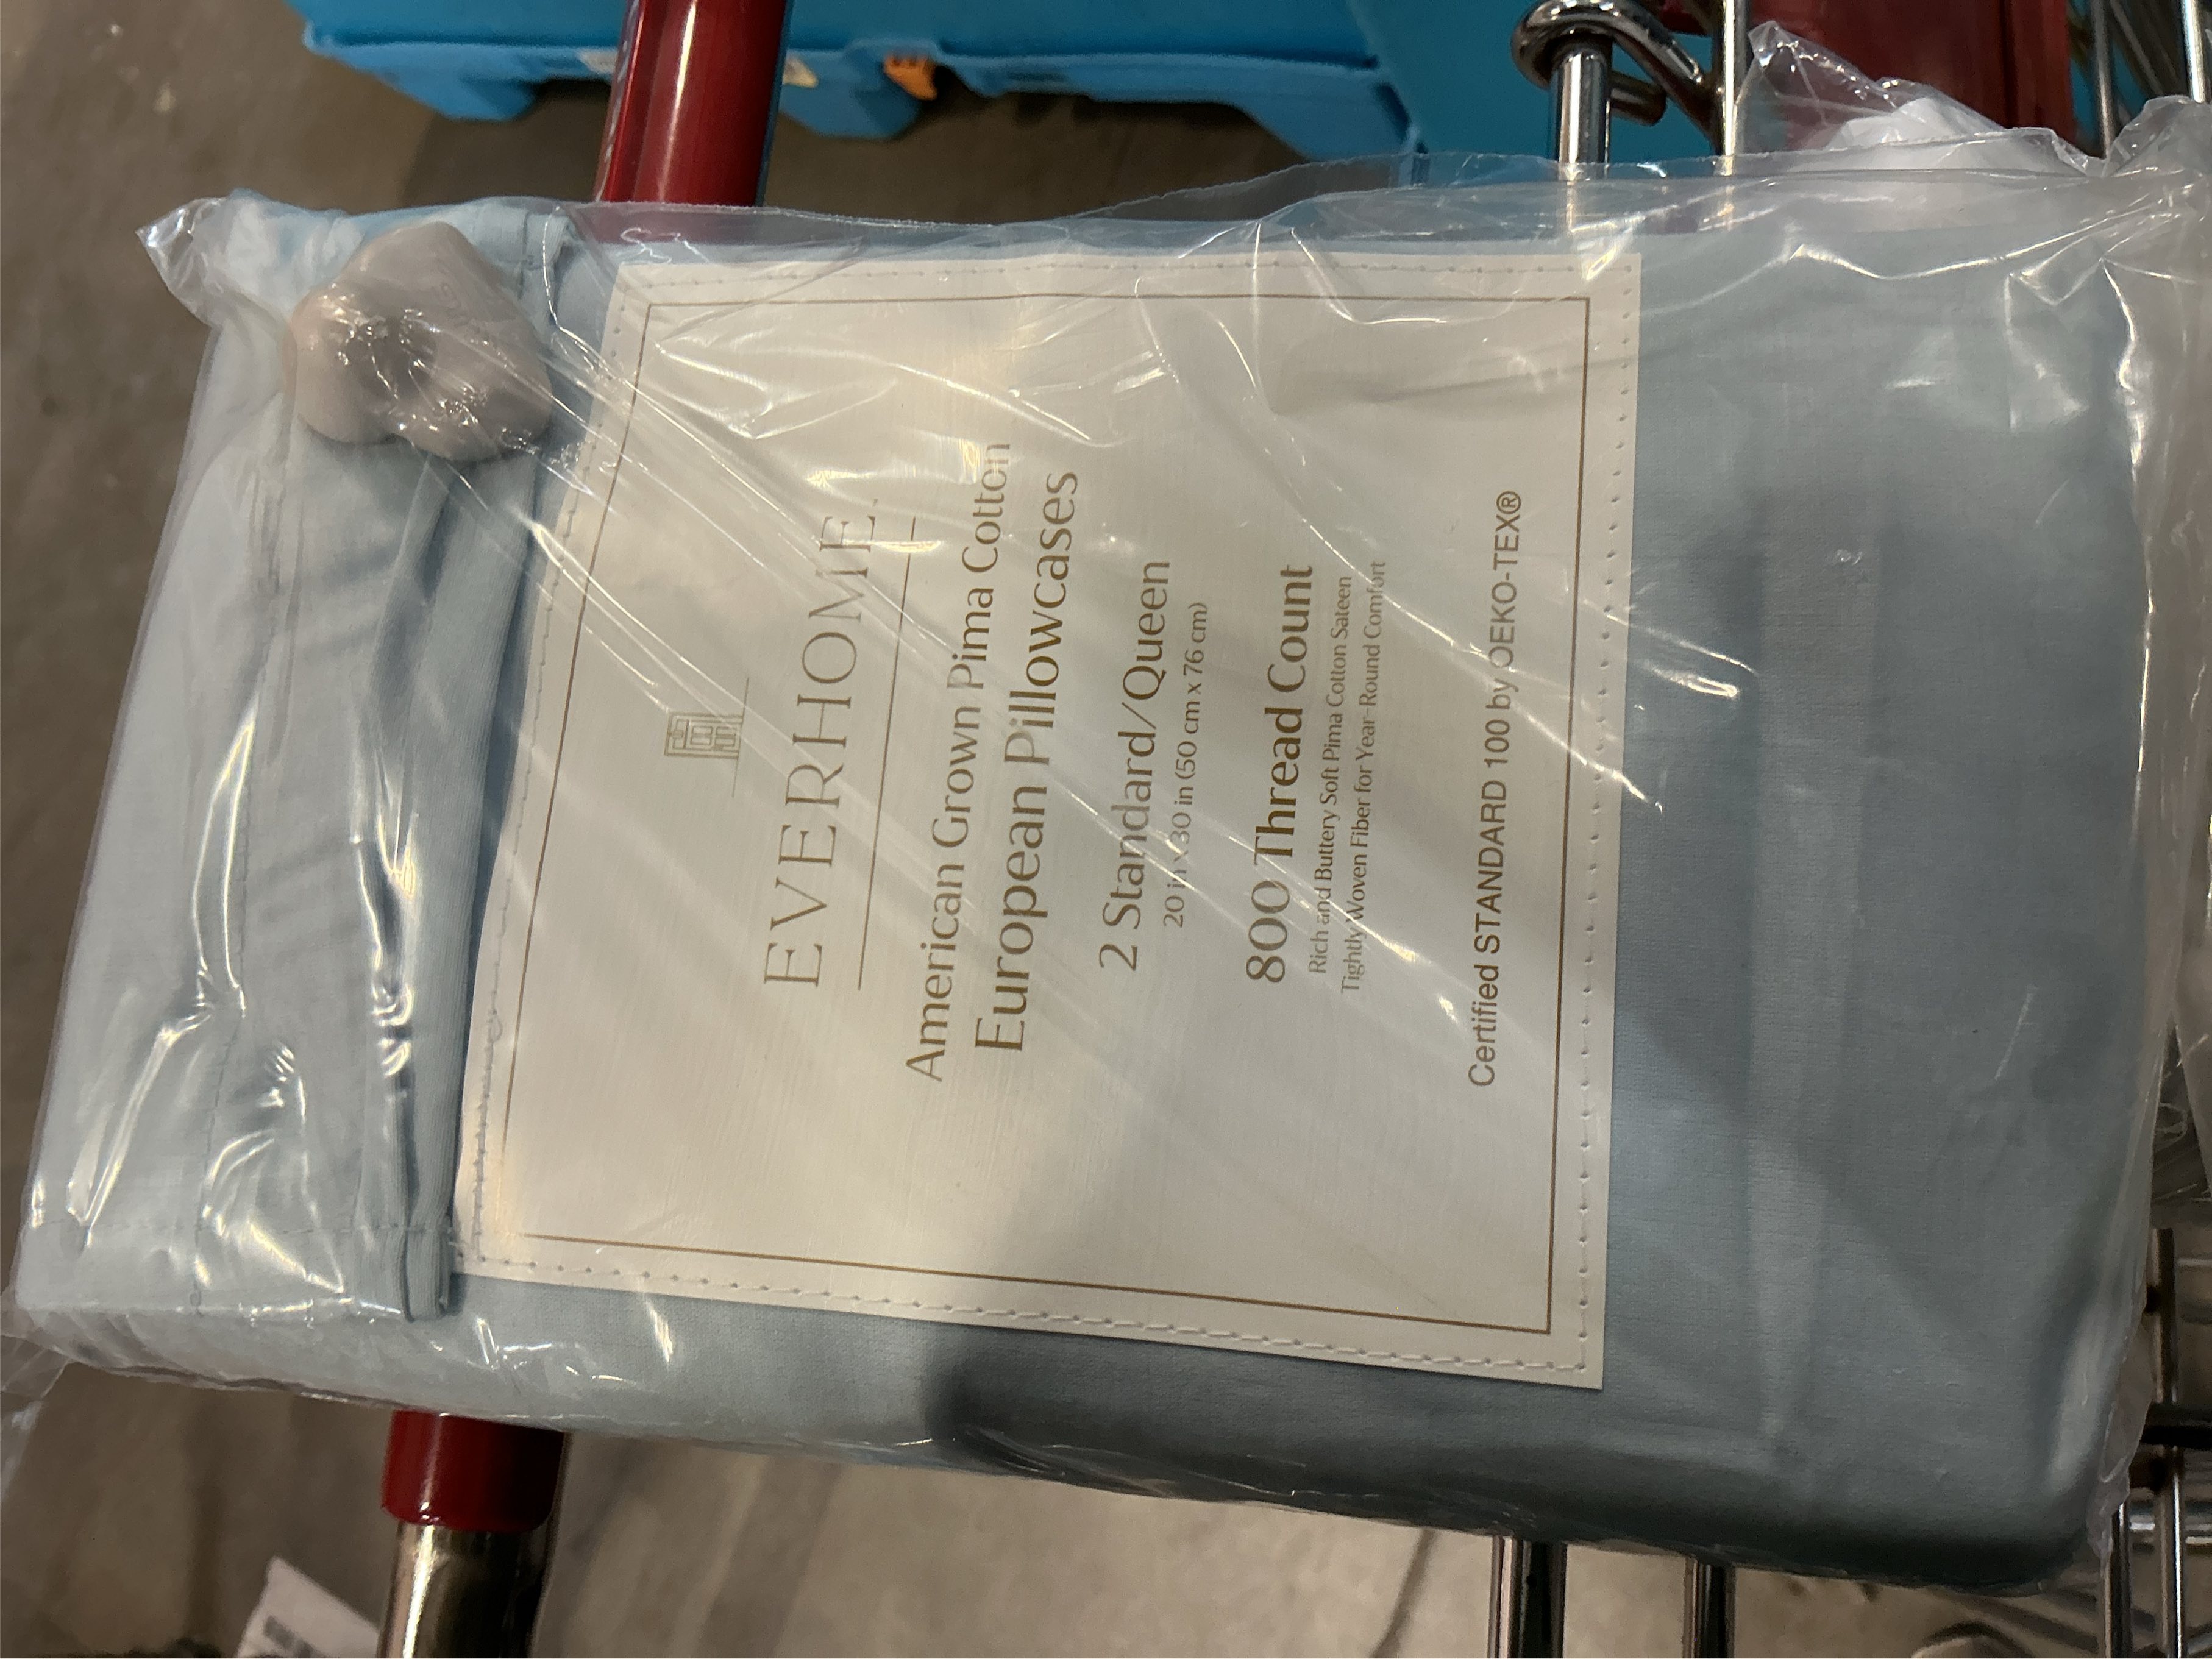 EVERHOME
American Grown Pima Cotton
European Pillowcases
2 Standard/Queen
20 in x 30 in (50 cm x 76 cm)
800 Thread Count
Rich and Buttery Soft Pima Cotton Sateen
Tightly Woven Fiber for Year-Round Comfort
Certified STANDARD 100 by OEKO-TEX®